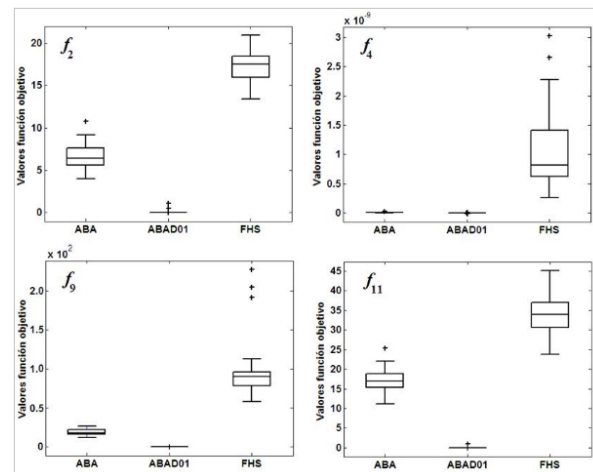 f2
Valores función objetivo
20
15
10
5
0
ABA ABAD01 FHS
x 10^-9
f4
Valores función objetivo
3
2.5
2
1.5
1
0.5
0
ABA ABAD01 FHS
x 10^2
f9
Valores función objetivo
2.0
1.5
1.0
0.5
0
ABA ABAD01 FHS
f11
Valores función objetivo
45
40
35
30
25
20
15
10
5
0
ABA ABAD01 FHS